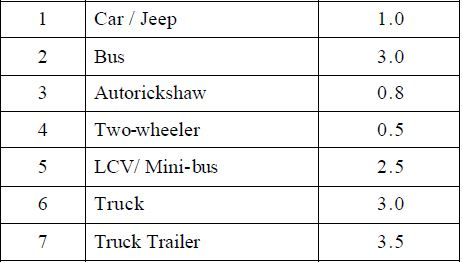 1 Car / Jeep 1.0
2 Bus 3.0
3 Autorickshaw 0.8
4 Two-wheeler 0.5
5 LCV/ Mini-bus 2.5
6 Truck 3.0
7 Truck Trailer 3.5